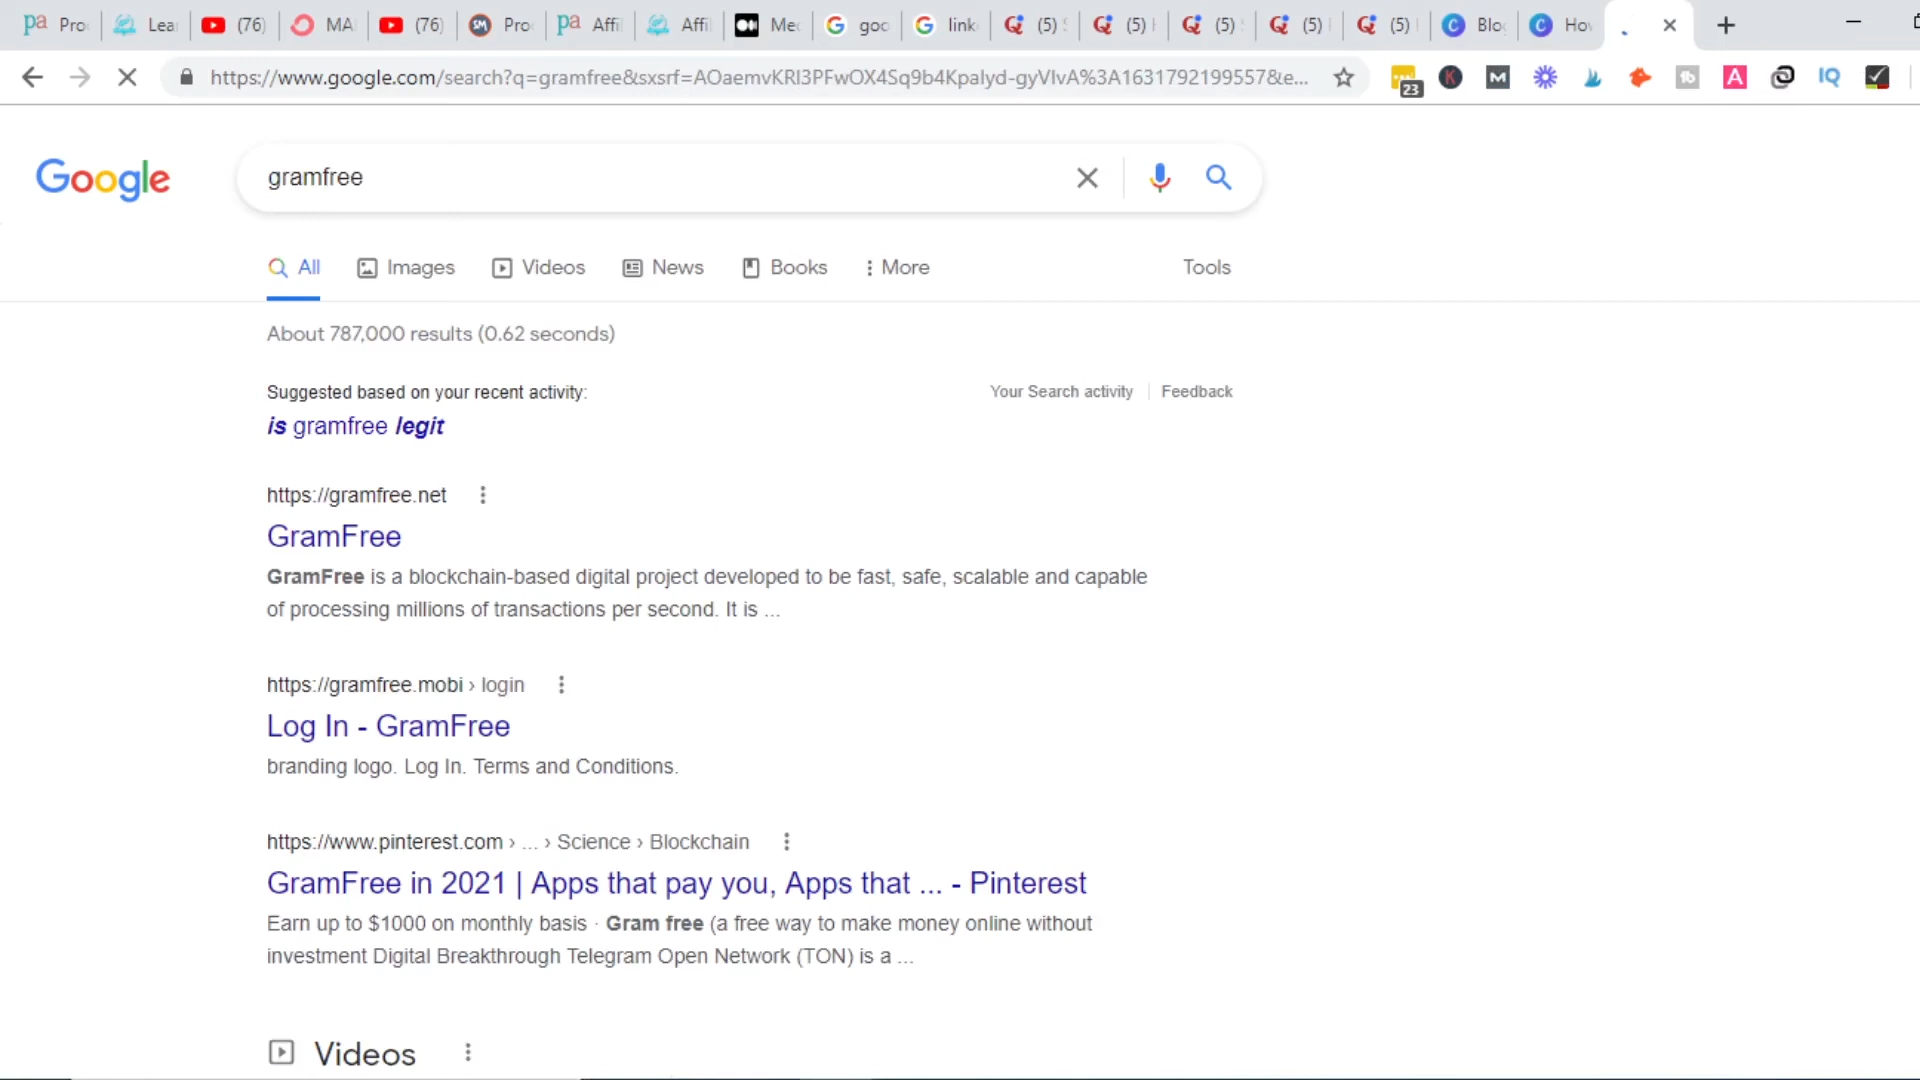 Pro
Lear
(76)
MA
(76)
Pro
Affi
Affi
Me
goo
link
(5)
(5)
(5)
(5)
(5)
Blo
Ho
https://www.google.com/search?q=gramfree&sxsrf=AOaemvKRI3PFwOX4Sq9b4Kpalyd-gyVIvA%3A1631792199557&e...
23
Google
gramfree
All
Images
Videos
News
Books
More
Tools
About 787,000 results (0.62 seconds)
Suggested based on your recent activity:
Your Search activity
Feedback
is gramfree legit
https://gramfree.net
GramFree
GramFree is a blockchain-based digital project developed to be fast, safe, scalable and capable
of processing millions of transactions per second. It is ...
https://gramfree.mobi › login
Log In - GramFree
branding logo. Log In. Terms and Conditions.
https://www.pinterest.com › ... › Science › Blockchain
GramFree in 2021 | Apps that pay you, Apps that ... - Pinterest
Earn up to $1000 on monthly basis · Gram free (a free way to make money online without
investment Digital Breakthrough Telegram Open Network (TON) is a ...
Videos